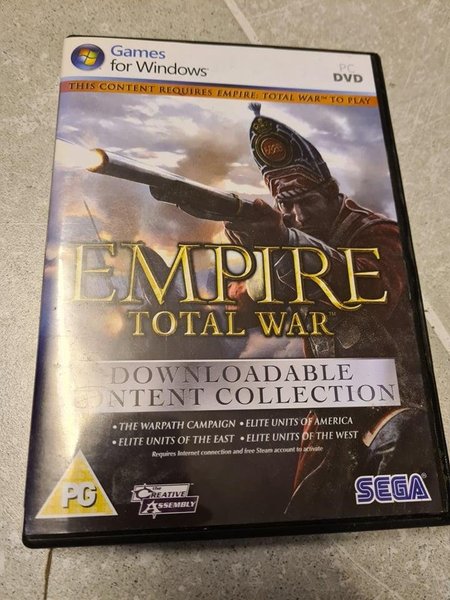 Games
for Windows®
PC
DVD
THIS CONTENT REQUIRES EMPIRE: TOTAL WAR™ TO PLAY
EMPIRE
TOTAL WAR™
DOWNLOADABLE
CONTENT COLLECTION
• THE WARPATH CAMPAIGN • ELITE UNITS OF AMERICA
• ELITE UNITS OF THE EAST • ELITE UNITS OF THE WEST
Requires Internet connection and free Steam account to activate
PG
The
CREATIVE
ASSEMBLY
SEGA